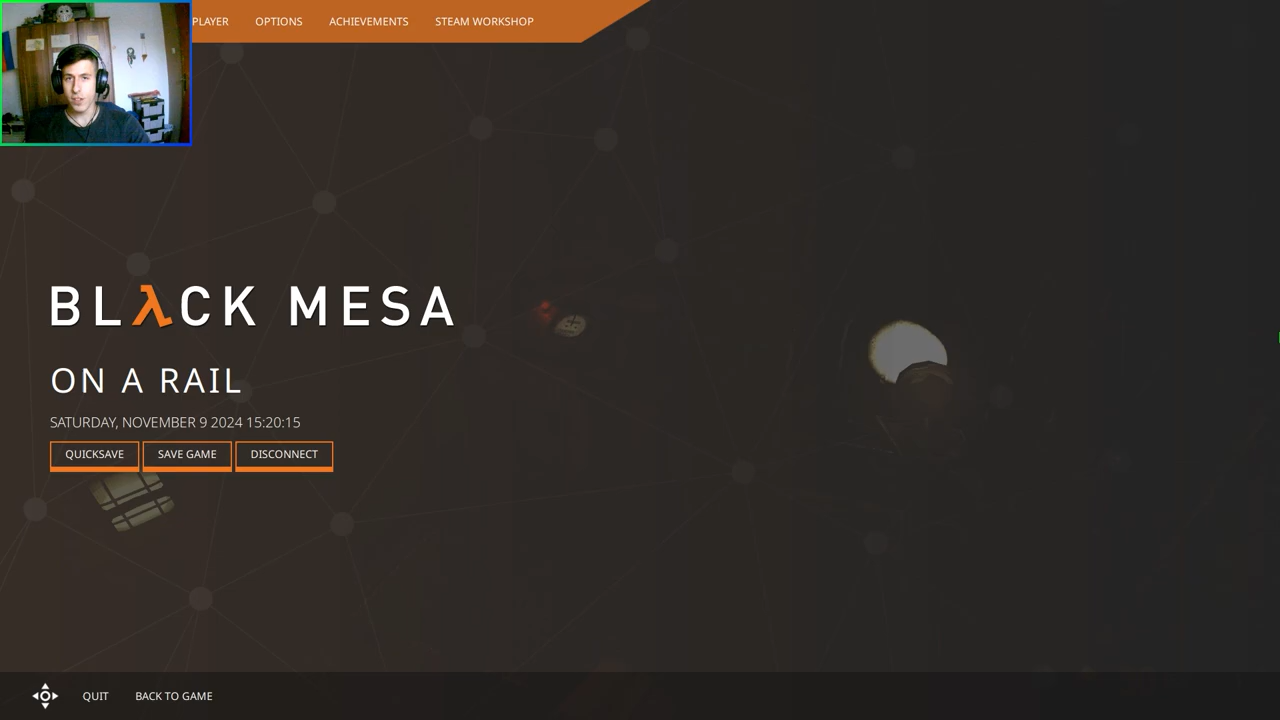 PLAYER OPTIONS ACHIEVEMENTS STEAM WORKSHOP
BLλCK MESA
ON A RAIL
SATURDAY, NOVEMBER 9 2024 15:20:15
QUICKSAVE SAVE GAME DISCONNECT
QUIT BACK TO GAME